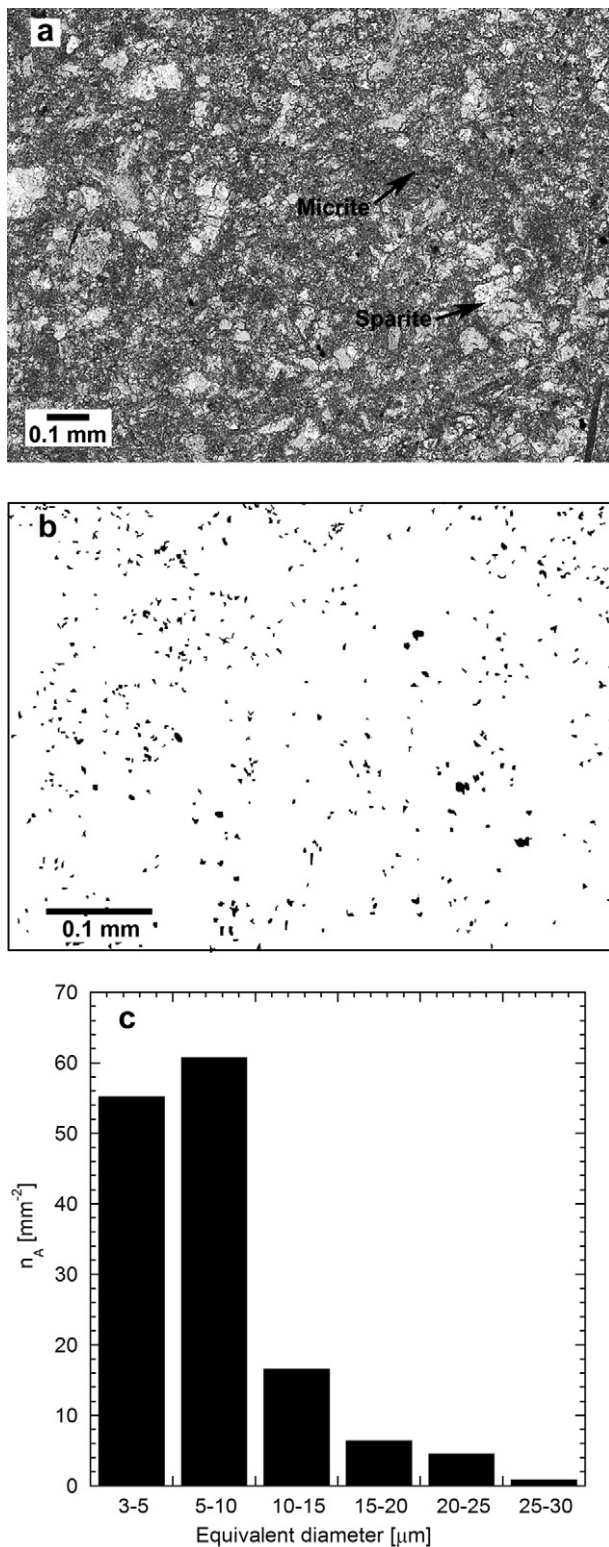 a
Micrite
Sparite
0.1 mm
b
0.1 mm
c
70
60
50
40
30
20
10
0
n_A [mm⁻²]
3-5 5-10 10-15 15-20 20-25 25-30
Equivalent diameter [μm]